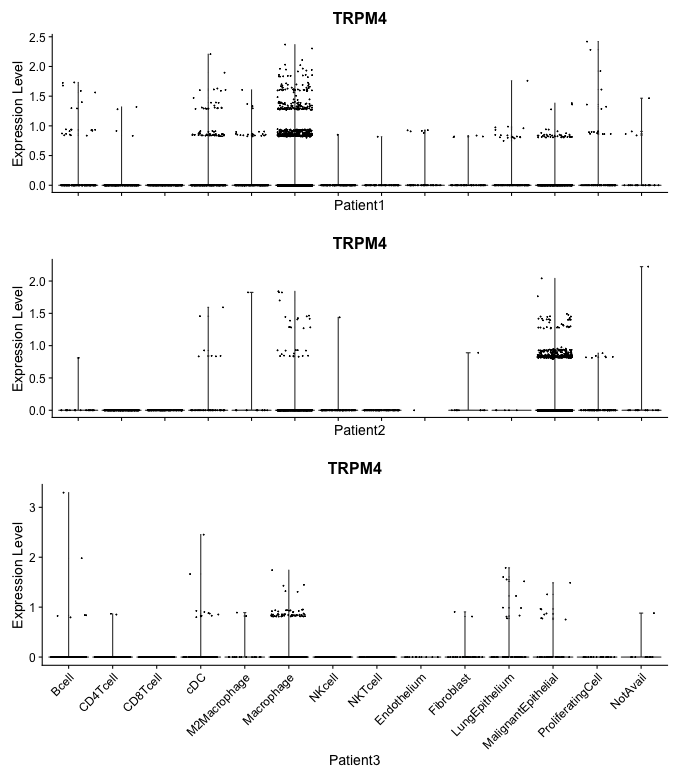 TRPM4
Expression Level
2.5
2.0
1.5
1.0
0.5
0.0
Patient1
TRPM4
Expression Level
2.0
1.5
1.0
0.5
0.0
Patient2
TRPM4
Expression Level
3
2
1
0
Bcell
CD4Tcell
CD8Tcell
cDC
M2Macrophage
Macrophage
NKcell
NKTcell
Endothelium
Fibroblast
LungEpithelium
MalignantEpithelial
ProliferatingCell
NotAvail
Patient3